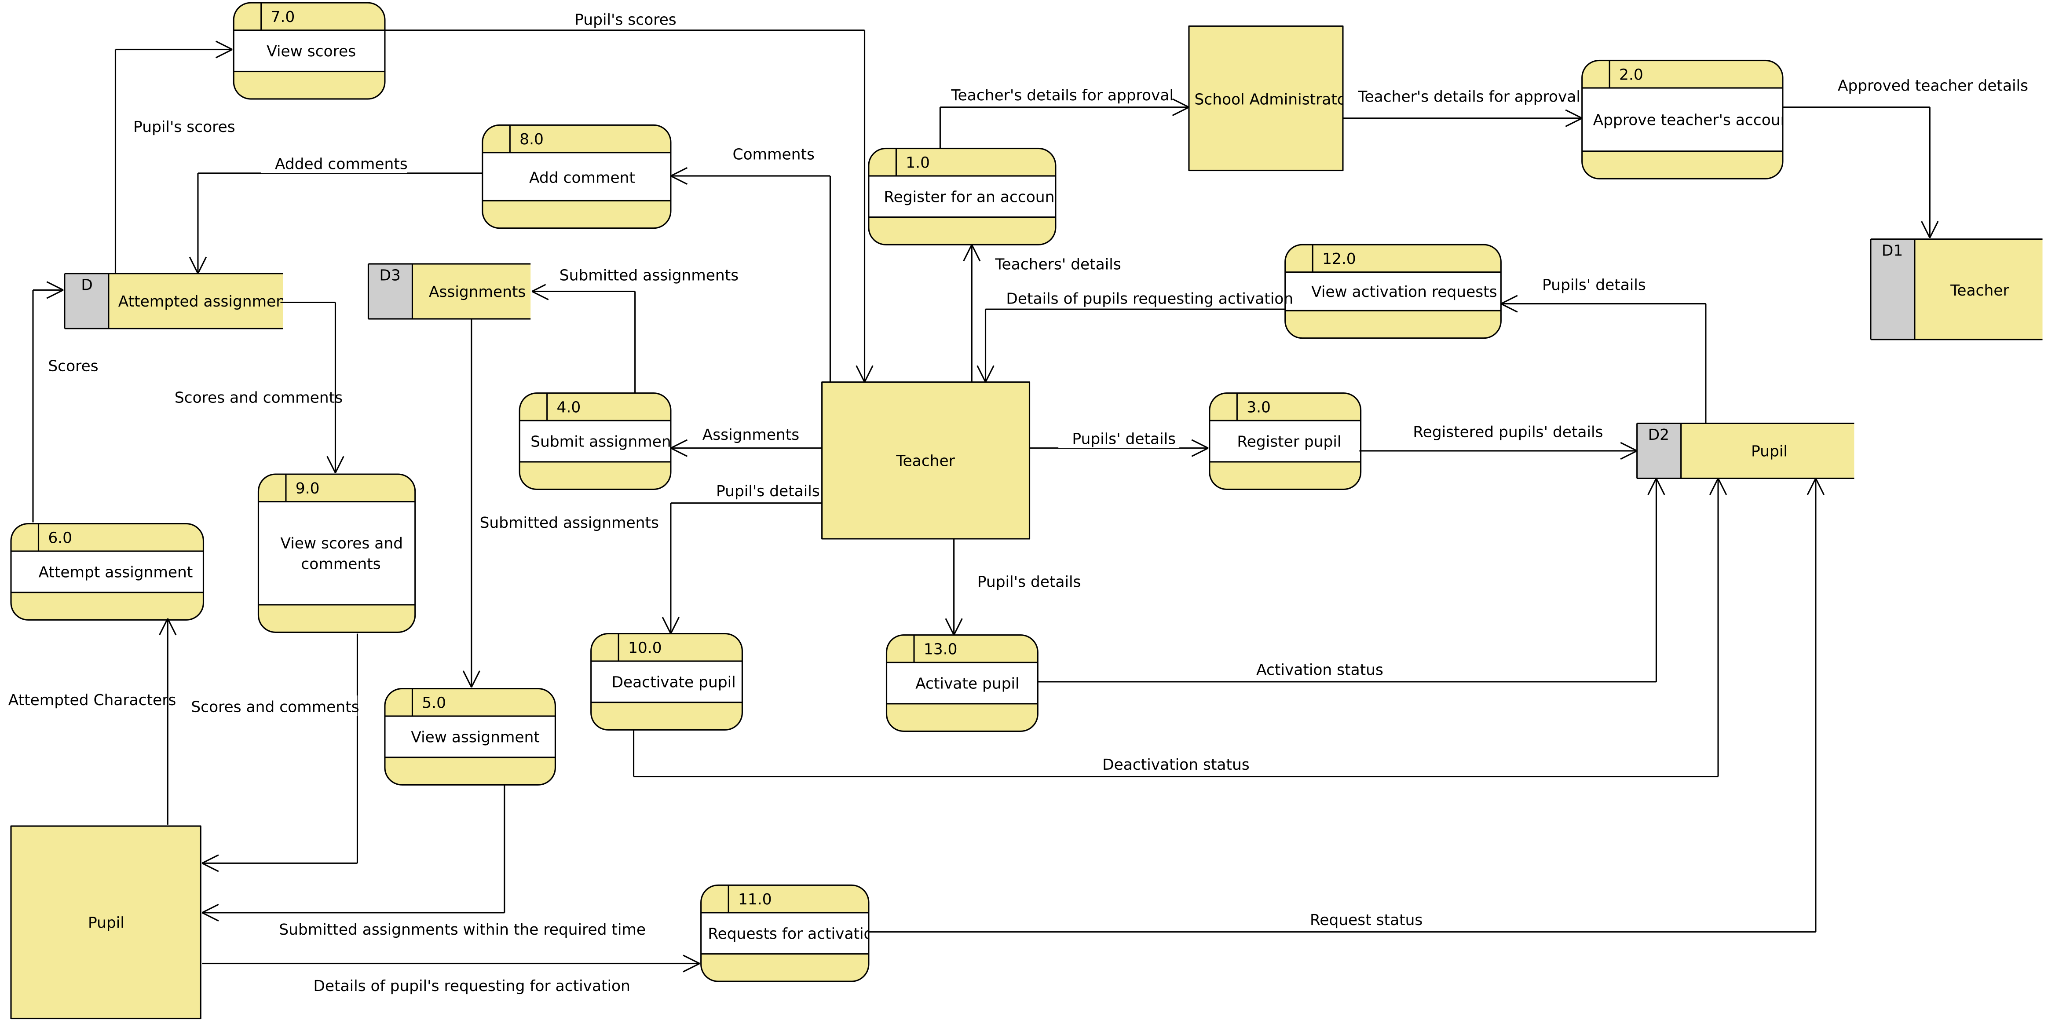 7.0
View scores
Pupil's scores
Pupil's scores
8.0
Add comment
Added comments
Comments
1.0
Register for an accoun
Teacher's details for approval
School Administrato
Teacher's details for approval
2.0
Approve teacher's accou
Approved teacher details
D1
Teacher
Teachers' details
Details of pupils requesting activation
12.0
View activation requests
Pupils' details
D
Attempted assignmen
D3
Assignments
Submitted assignments
Scores
Scores and comments
4.0
Submit assignmen
Assignments
Teacher
Pupils' details
3.0
Register pupil
Registered pupils' details
D2
Pupil
9.0
View scores and
comments
Pupil's details
Submitted assignments
6.0
Attempt assignment
Pupil's details
10.0
Deactivate pupil
13.0
Activate pupil
Activation status
Attempted Characters
Scores and comments
5.0
View assignment
Deactivation status
Pupil
11.0
Requests for activatio
Request status
Submitted assignments within the required time
Details of pupil's requesting for activation